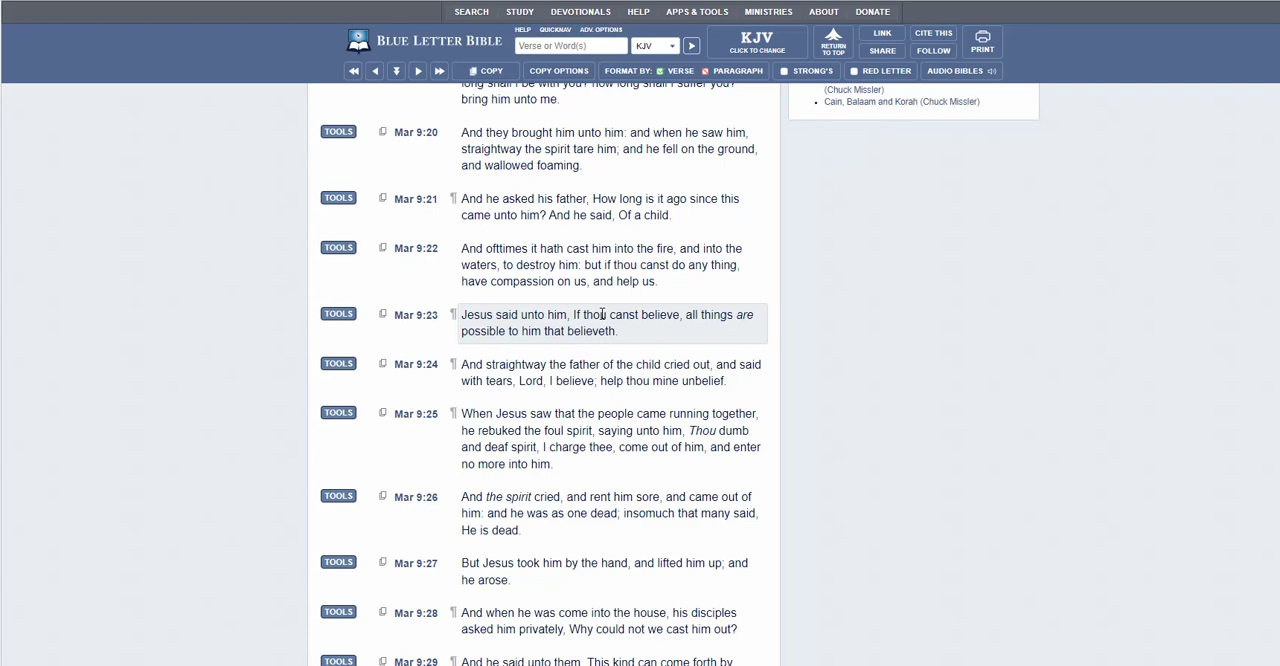 SEARCH STUDY DEVOTIONALS HELP APPS & TOOLS MINISTRIES ABOUT DONATE
BLUE LETTER BIBLE
HELP QUICKNAV ADV. OPTIONS
Verse or Word(s) KJV
KJV
CLICK TO CHANGE
RETURN
TO TOP
LINK CITE THIS
SHARE FOLLOW
PRINT
COPY COPY OPTIONS FORMAT BY: VERSE PARAGRAPH STRONG'S RED LETTER AUDIO BIBLES
long shall I be with you? how long shall I suffer you?
bring him unto me.
TOOLS Mar 9:20 And they brought him unto him: and when he saw him,
straightway the spirit tare him; and he fell on the ground,
and wallowed foaming.
TOOLS Mar 9:21 ¶ And he asked his father, How long is it ago since this
came unto him? And he said, Of a child.
TOOLS Mar 9:22 And ofttimes it hath cast him into the fire, and into the
waters, to destroy him: but if thou canst do any thing,
have compassion on us, and help us.
TOOLS Mar 9:23 ¶ Jesus said unto him, If thou canst believe, all things are
possible to him that believeth.
TOOLS Mar 9:24 ¶ And straightway the father of the child cried out, and said
with tears, Lord, I believe; help thou mine unbelief.
TOOLS Mar 9:25 ¶ When Jesus saw that the people came running together,
he rebuked the foul spirit, saying unto him, Thou dumb
and deaf spirit, I charge thee, come out of him, and enter
no more into him.
TOOLS Mar 9:26 And the spirit cried, and rent him sore, and came out of
him: and he was as one dead; insomuch that many said,
He is dead.
TOOLS Mar 9:27 But Jesus took him by the hand, and lifted him up; and
he arose.
TOOLS Mar 9:28 ¶ And when he was come into the house, his disciples
asked him privately, Why could not we cast him out?
TOOLS Mar 9:29 ¶ And he said unto them, This kind can come forth by
(Chuck Missler)
• Cain, Balaam and Korah (Chuck Missler)